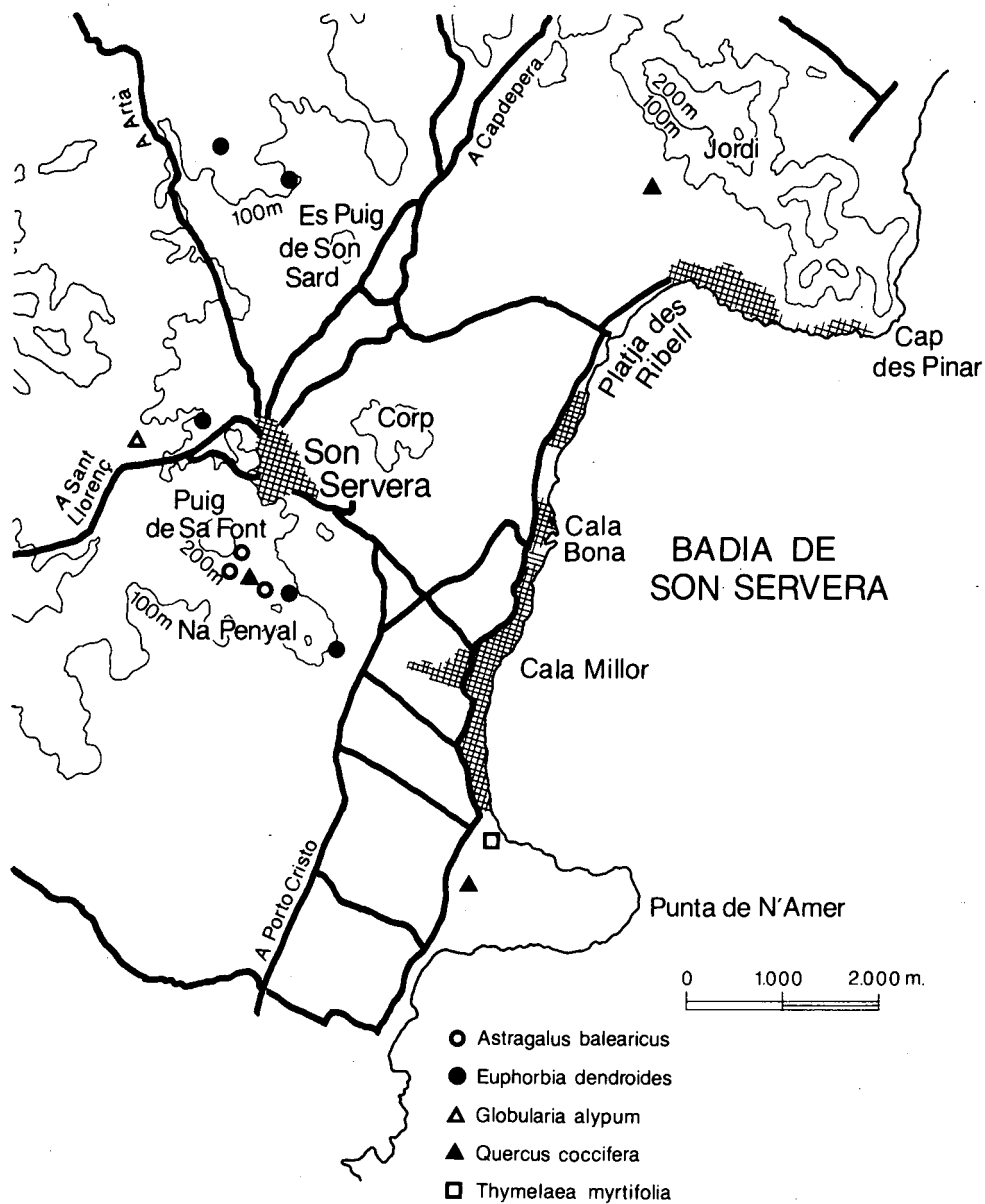 A Artà
A Capdepera
200m
100m
Jordi
100m
Es Puig
de Son
Sard
Platja des
Ribell
Cap
des Pinar
Corp
Son
Servera
A Sant
Llorenç
Puig
de Sa Font
200m
100m
Na Penyal
Cala
Bona
BADIA DE
SON SERVERA
Cala Millor
A Porto Cristo
Punta de N'Amer
0 1.000 2.000 m.
Astragalus balearicus
Euphorbia dendroides
Globularia alypum
Quercus coccifera
Thymelaea myrtifolia